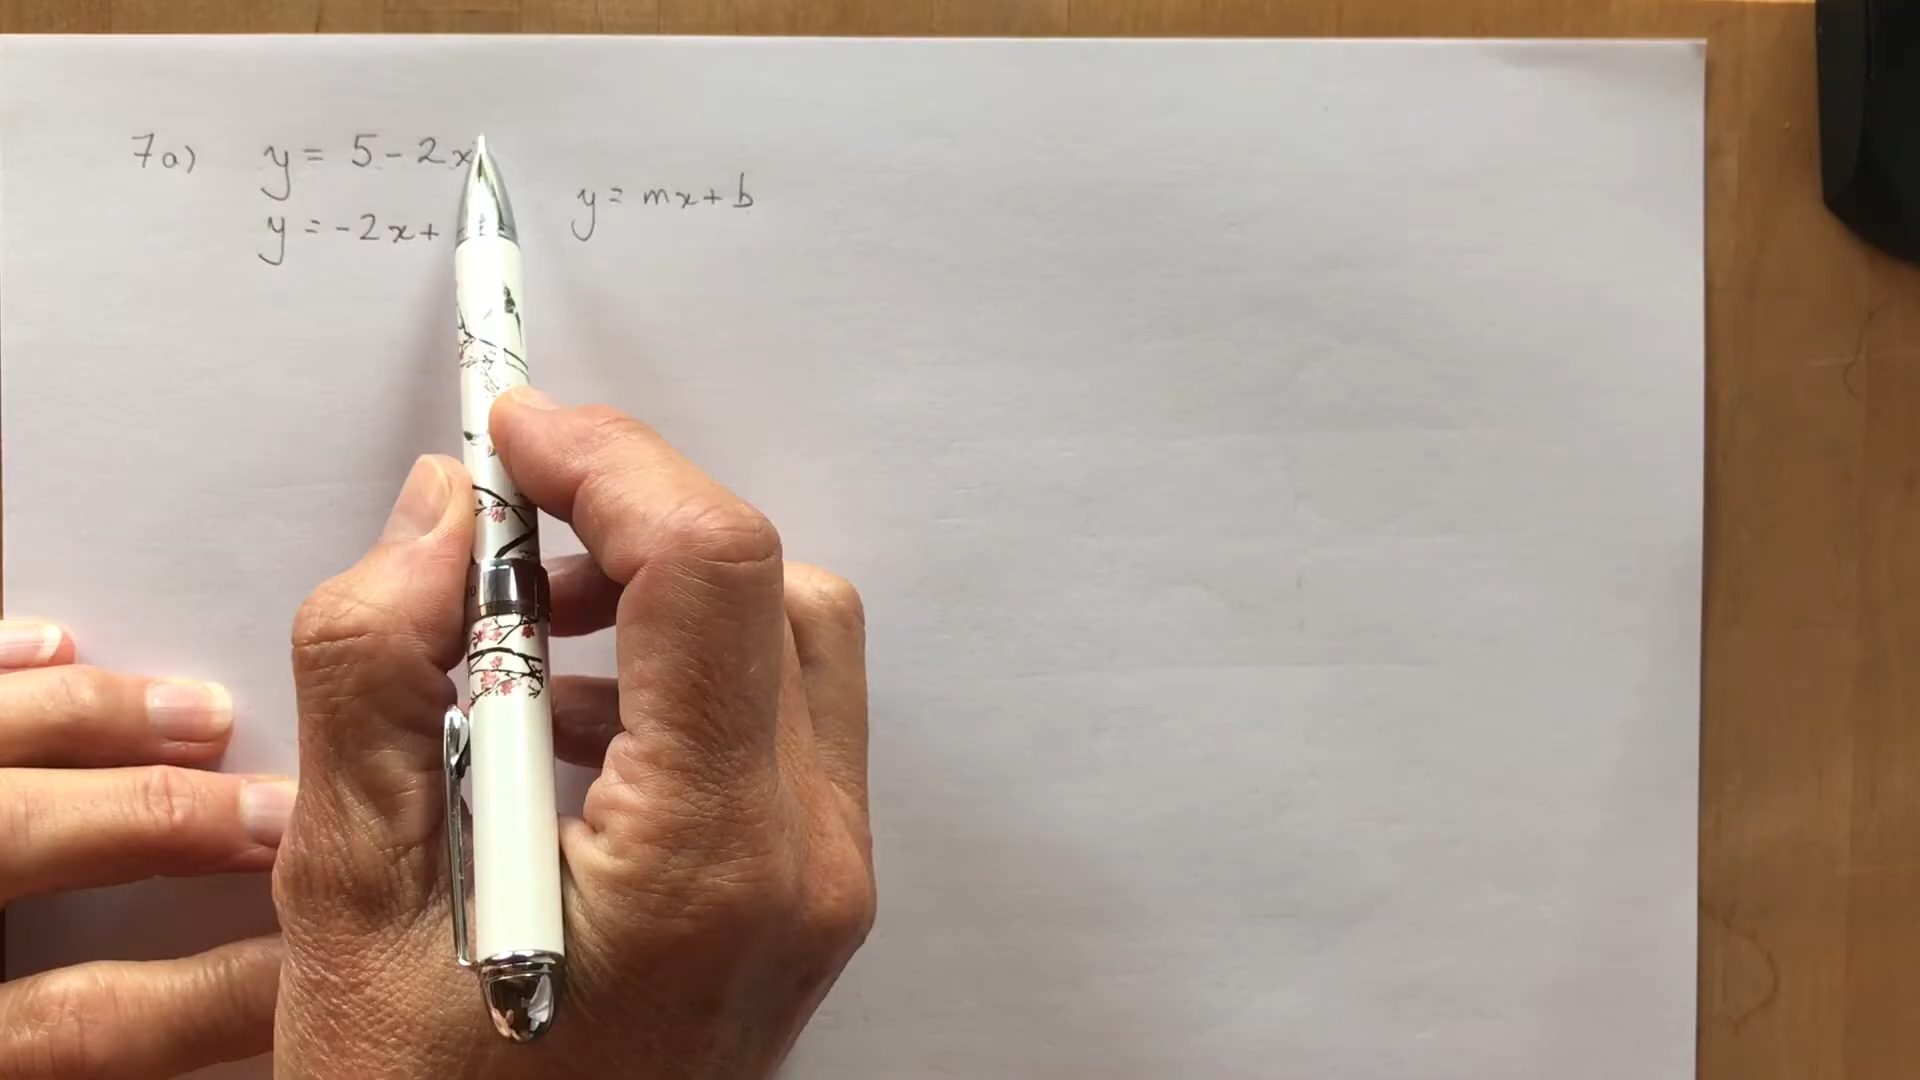 7a) y = 5 - 2x
y = mx + b
y = -2x +